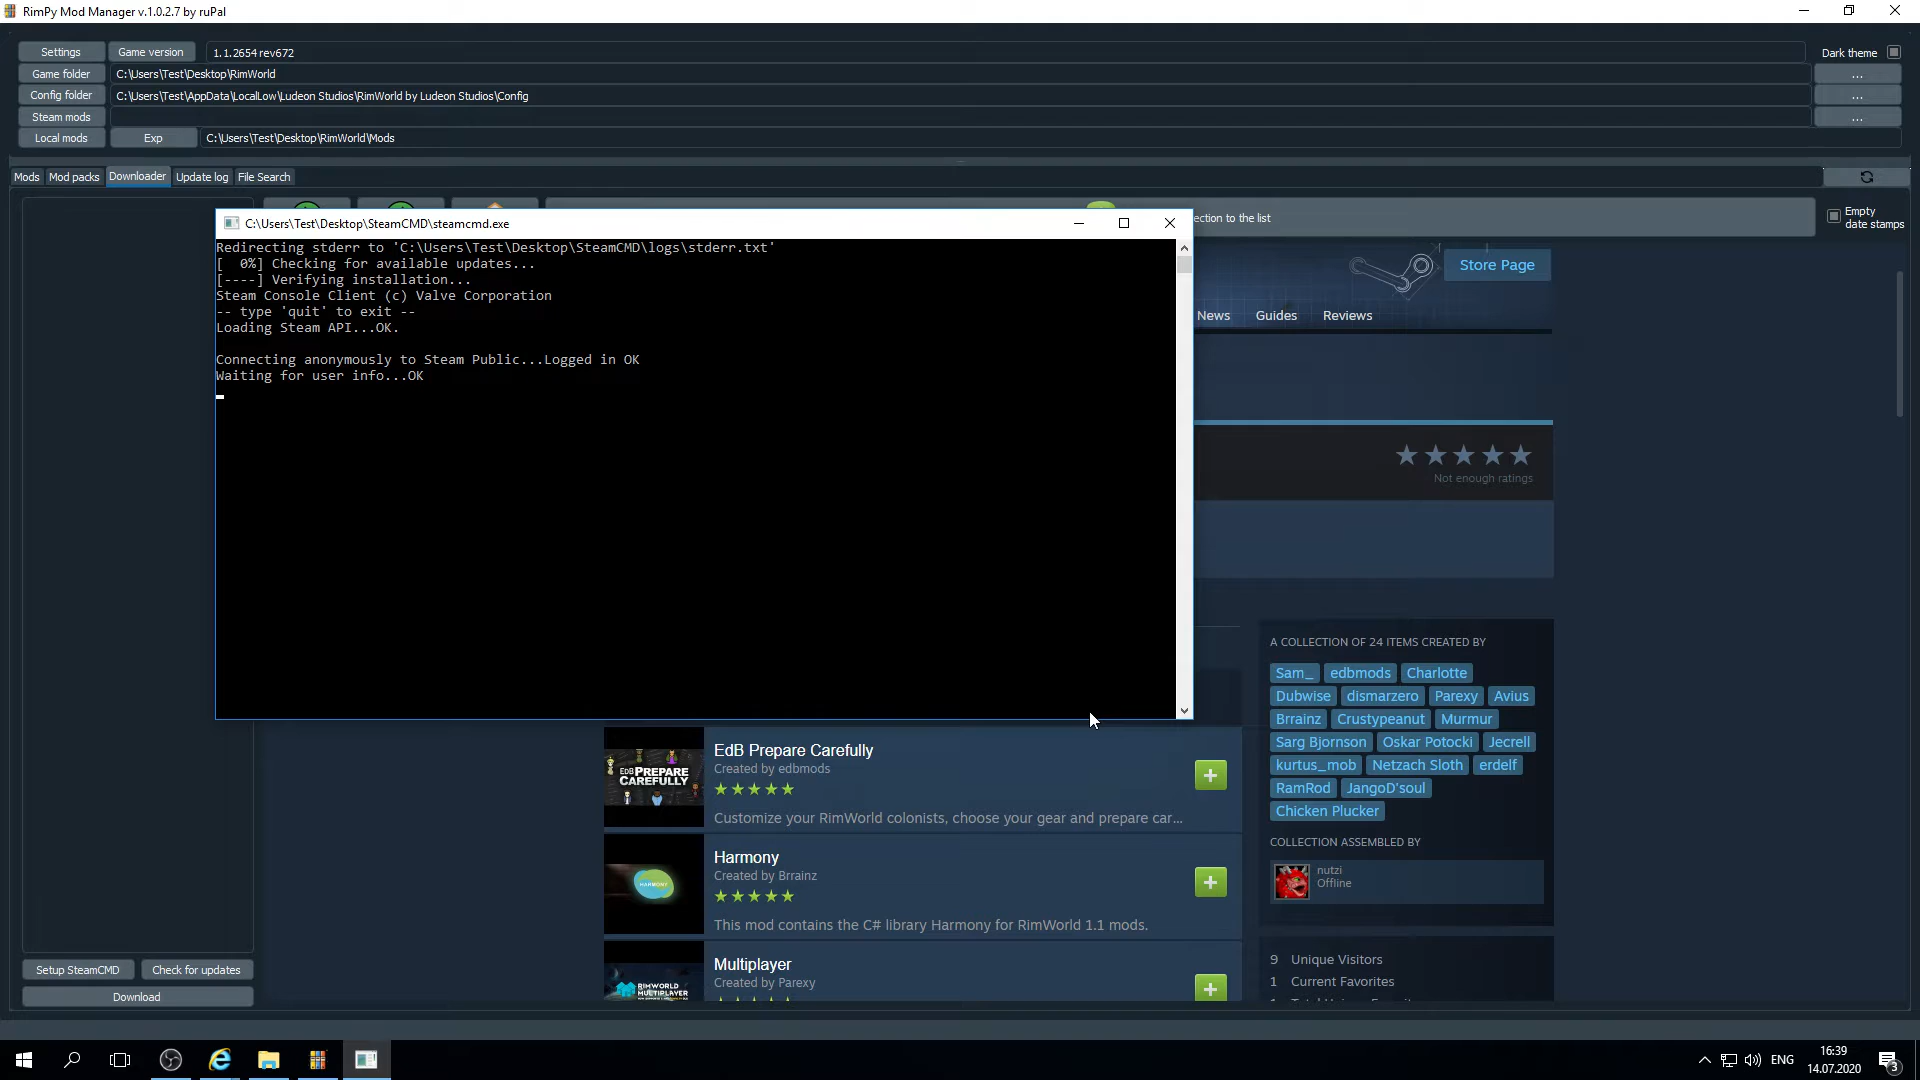 RimPy Mod Manager v.1.0.2.7 by ruPal
Settings Game version 1.1.2654 rev672 Dark theme
Game folder C:\Users\Test\Desktop\RimWorld ...
Config folder C:\Users\Test\AppData\LocalLow\Ludeon Studios\RimWorld by Ludeon Studios\Config ...
Steam mods ...
Local mods Exp C:\Users\Test\Desktop\RimWorld\Mods
Mods Mod packs Downloader Update log File Search
C:\Users\Test\Desktop\SteamCMD\steamcmd.exe
Redirecting stderr to 'C:\Users\Test\Desktop\SteamCMD\logs\stderr.txt'
[  0%] Checking for available updates...
[----] Verifying installation...
Steam Console Client (c) Valve Corporation
-- type 'quit' to exit --
Loading Steam API...OK.
Connecting anonymously to Steam Public...Logged in OK
Waiting for user info...OK
ection to the list
Empty
date stamps
Store Page
News Guides Reviews
Not enough ratings
EdB Prepare Carefully
Created by edbmods
EDB PREPARE
CAREFULLY
Customize your RimWorld colonists, choose your gear and prepare car...
Harmony
Created by Brrainz
HARMONY
This mod contains the C# library Harmony for RimWorld 1.1 mods.
Multiplayer
Created by Parexy
RIMWORLD
MULTIPLAYER
A COLLECTION OF 24 ITEMS CREATED BY
Sam_ edbmods Charlotte
Dubwise dismarzero Parexy Avius
Brrainz Crustypeanut Murmur
Sarg Bjornson Oskar Potocki Jecrell
kurtus_mob Netzach Sloth erdelf
RamRod JangoD'soul
Chicken Plucker
COLLECTION ASSEMBLED BY
nutzi
Offline
9 Unique Visitors
1 Current Favorites
Setup SteamCMD Check for updates
Download
ENG
16:39
14.07.2020
3